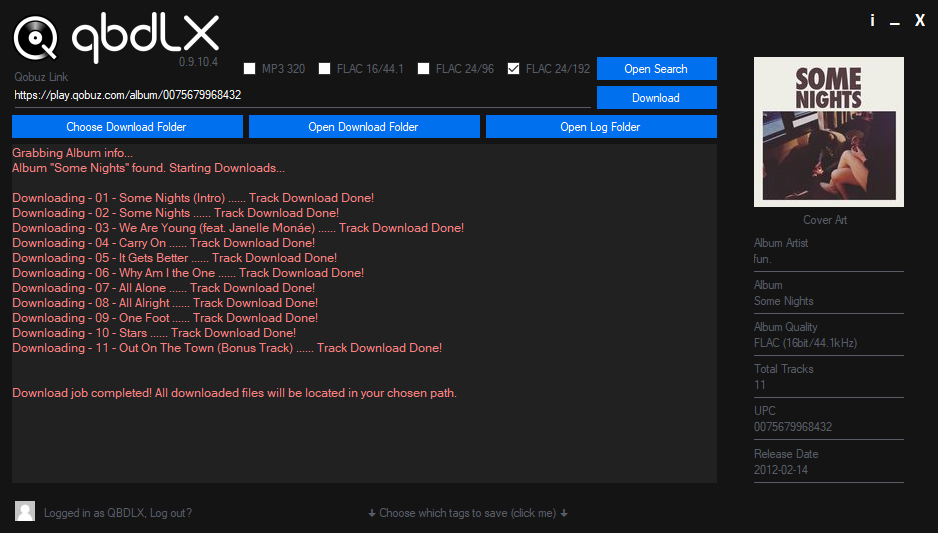 qbdLX
i _ X
0.9.10.4
MP3 320 FLAC 16/44.1 FLAC 24/96 FLAC 24/192 Open Search
Qobuz Link
https://play.qobuz.com/album/0075679968432 Download
Choose Download Folder Open Download Folder Open Log Folder
Grabbing Album info...
Album "Some Nights" found. Starting Downloads...
Downloading - 01 - Some Nights (Intro) ...... Track Download Done!
Downloading - 02 - Some Nights ...... Track Download Done!
Downloading - 03 - We Are Young (feat. Janelle Monáe) ...... Track Download Done!
Downloading - 04 - Carry On ...... Track Download Done!
Downloading - 05 - It Gets Better ...... Track Download Done!
Downloading - 06 - Why Am I the One ...... Track Download Done!
Downloading - 07 - All Alone ...... Track Download Done!
Downloading - 08 - All Alright ...... Track Download Done!
Downloading - 09 - One Foot ...... Track Download Done!
Downloading - 10 - Stars ...... Track Download Done!
Downloading - 11 - Out On The Town (Bonus Track) ...... Track Download Done!
Download job completed! All downloaded files will be located in your chosen path.
SOME
NIGHTS
Cover Art
Album Artist
fun.
Album
Some Nights
Album Quality
FLAC (16bit/44.1kHz)
Total Tracks
11
UPC
0075679968432
Release Date
2012-02-14
Logged in as QBDLX, Log out?
🡻 Choose which tags to save (click me) 🡻